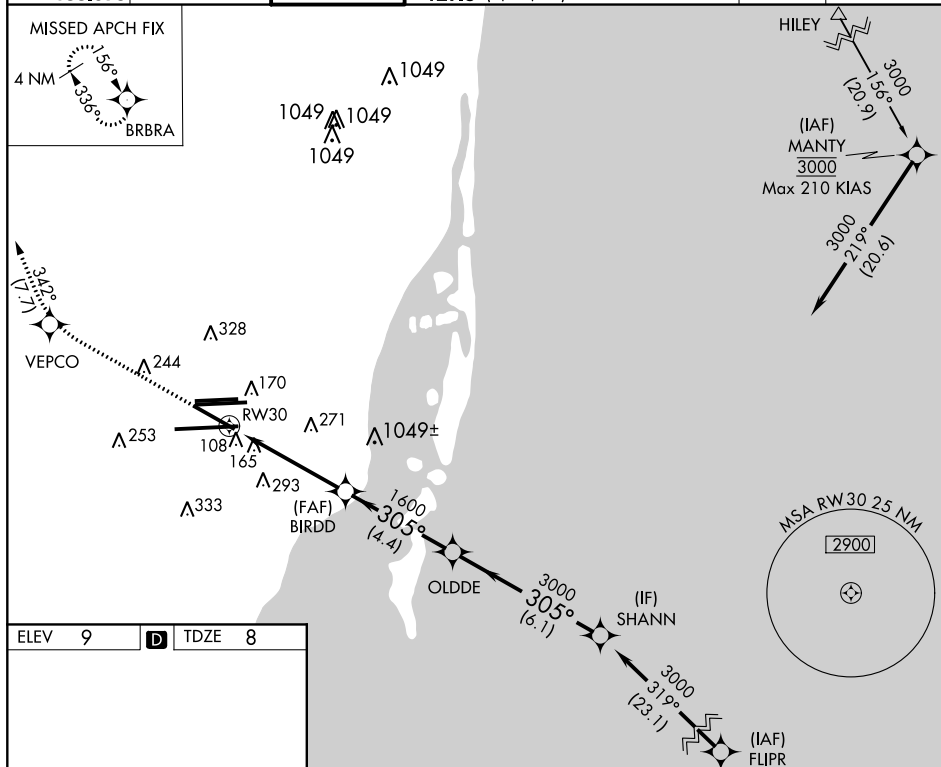 MISSED APCH FIX
4 NM
156°
336°
BRBRA
HILEY
3000
156°
(20.9)
(IAF)
MANTY
3000
Max 210 KIAS
3000
219°
(20.6)
1049
1049
1049
1049
342°
(7.7)
VEPCO
328
244
170
RW30
271
1049±
253
108
165
293
333
(FAF)
BIRDD
1600
305°
(4.4)
OLDDE
3000
305°
(6.1)
(IF)
SHANN
3000
319°
(23.1)
(IAF)
FLIPR
MSA RW30 25 NM
2900
ELEV 9 D TDZE 8